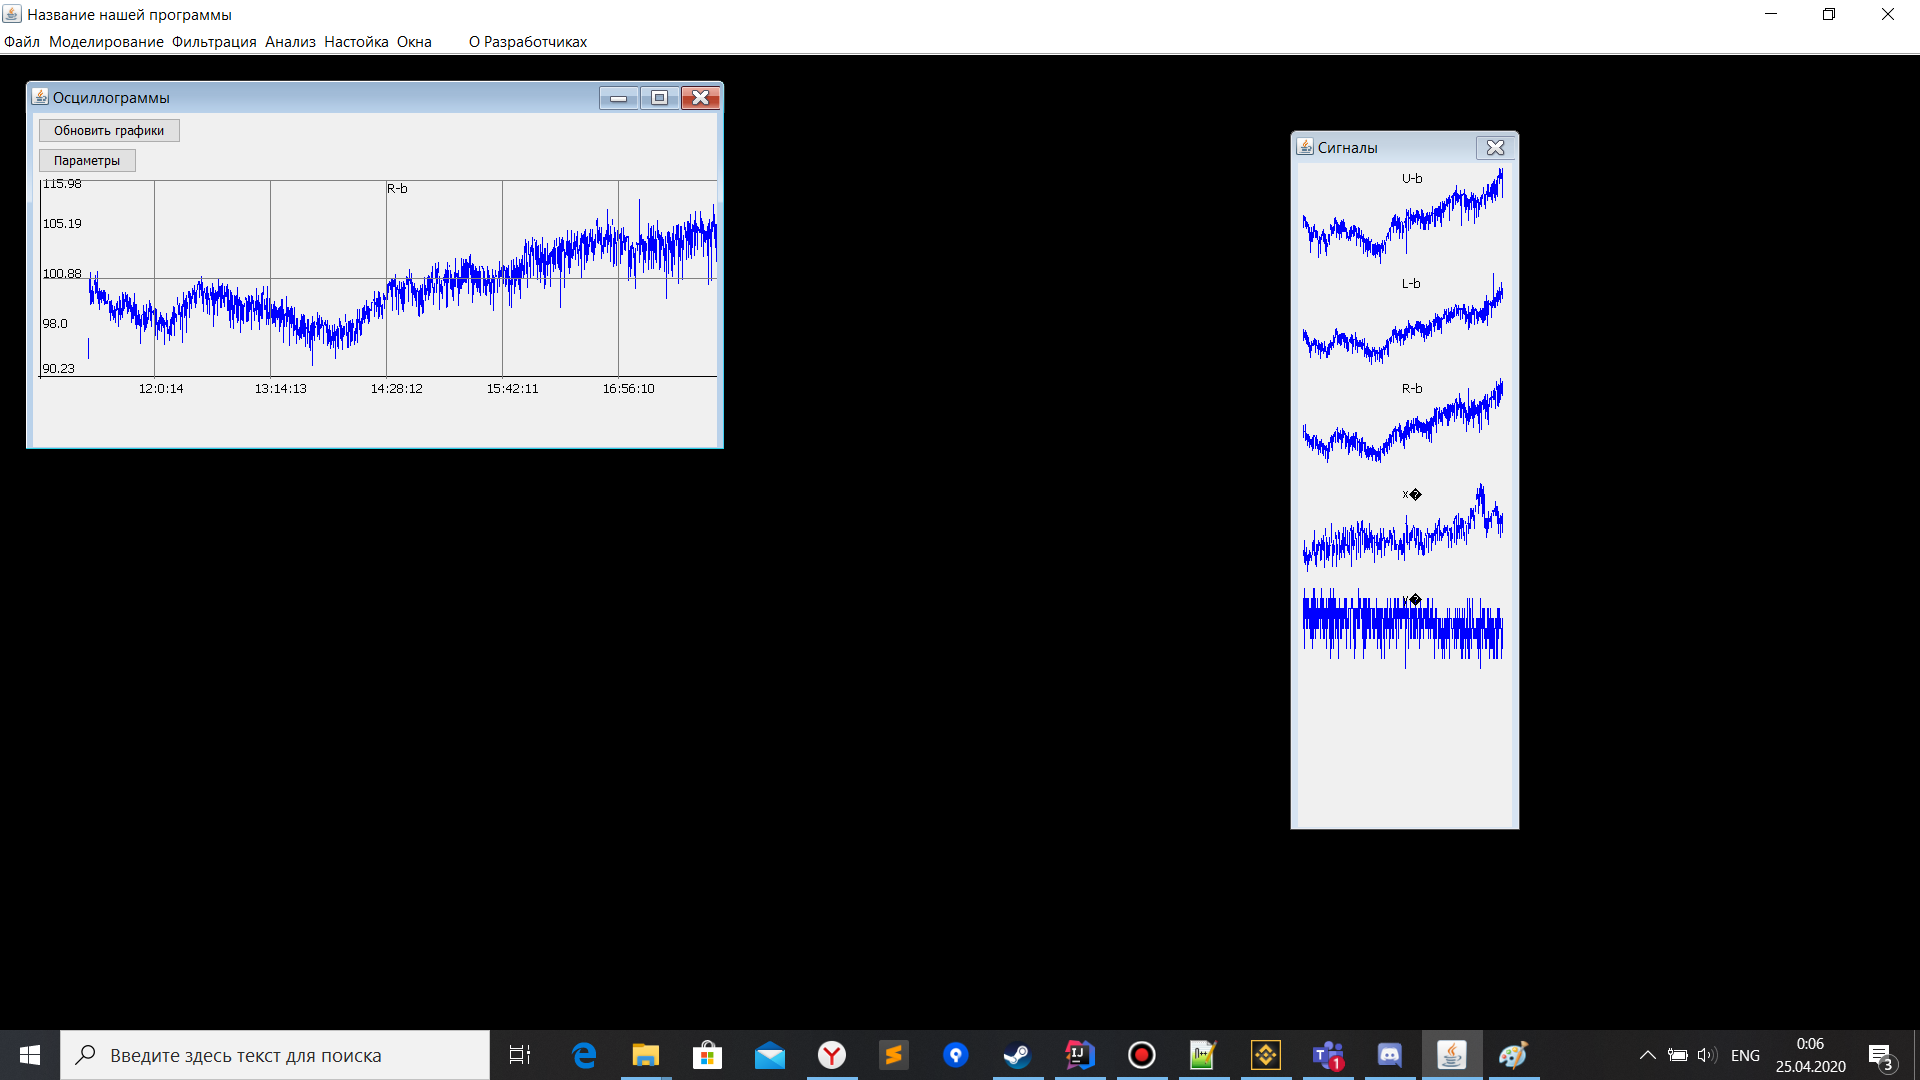 Название нашей программы
Файл Моделирование Фильтрация Анализ Настойка Окна О Разработчиках
Осциллограммы
Обновить графики
Параметры
R-b
115.98
105.19
100.88
98.0
90.23
12:0:14 13:14:13 14:28:12 15:42:11 16:56:10
Сигналы
U-b
L-b
R-b
x�
y�
Введите здесь текст для поиска
ENG
0:06
25.04.2020
1
3